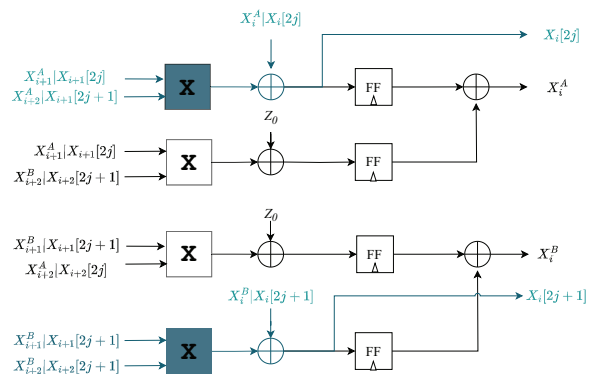 X_i^A|X_i[2j]
X_i[2j]
X_{i+1}^A|X_{i+1}[2j]
X_{i+2}^A|X_{i+1}[2j+1]
X
FF
X_i^A
Z_0
X_{i+1}^A|X_{i+1}[2j]
X_{i+2}^B|X_{i+2}[2j+1]
X
FF
Z_0
X_{i+1}^B|X_{i+1}[2j+1]
X_{i+2}^A|X_{i+2}[2j]
X
FF
X_i^B
X_i^B|X_i[2j+1]
X_i[2j+1]
X_{i+1}^B|X_{i+1}[2j+1]
X_{i+2}^B|X_{i+2}[2j+1]
X
FF